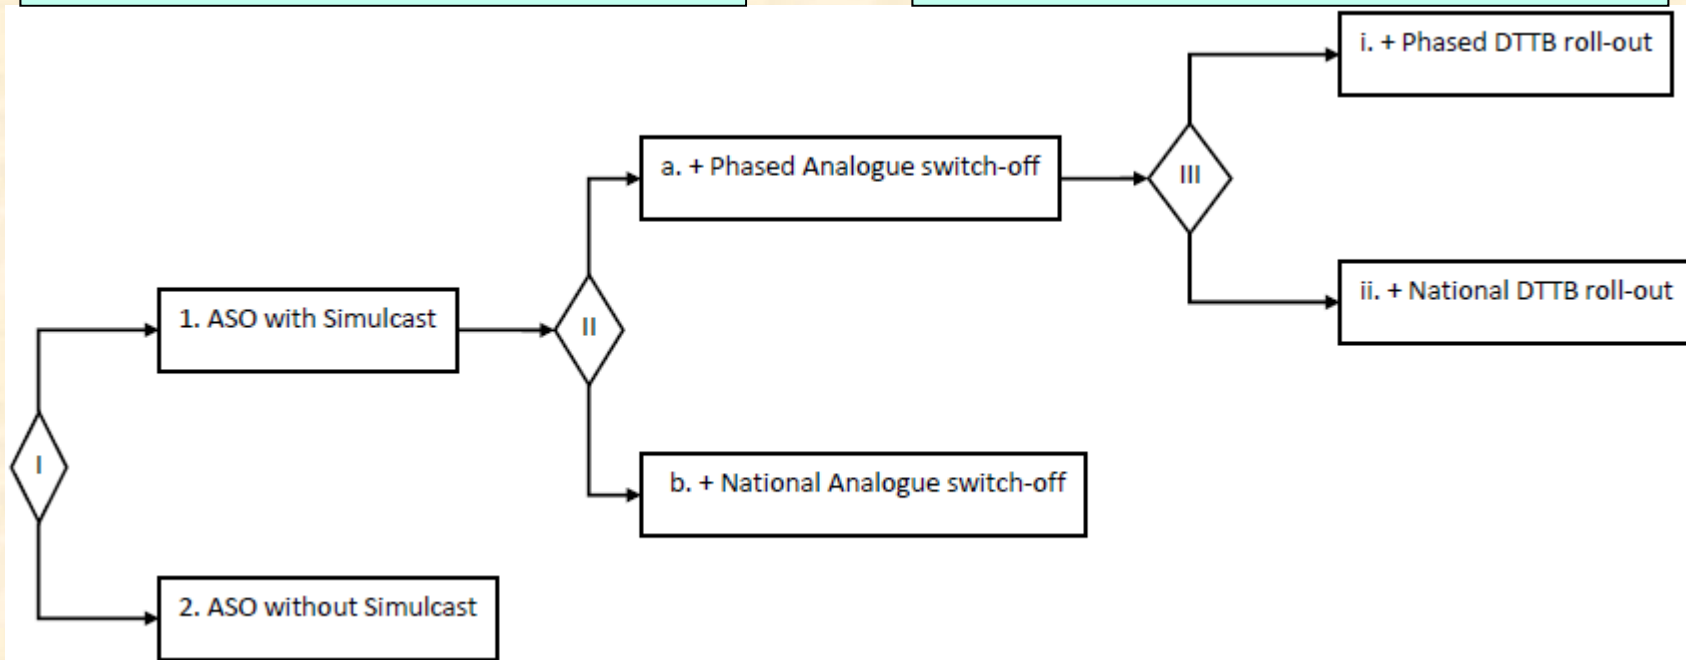 i. + Phased DTTB roll-out
a. + Phased Analogue switch-off
III
ii. + National DTTB roll-out
1. ASO with Simulcast
II
I
b. + National Analogue switch-off
2. ASO without Simulcast